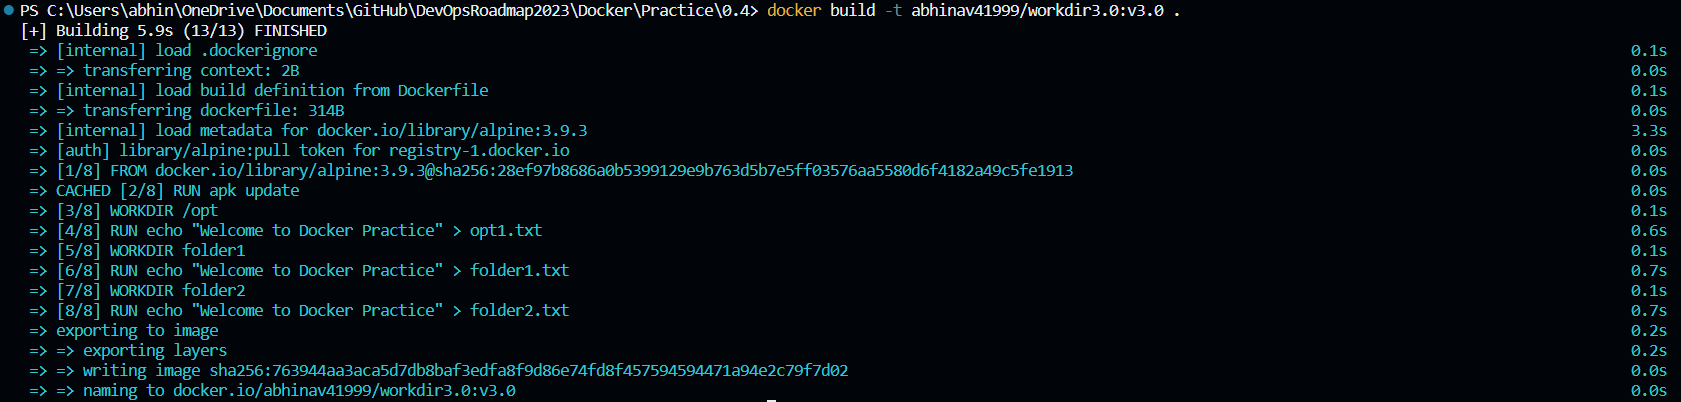 PS C:\Users\abhin\OneDrive\Documents\GitHub\DevOpsRoadmap2023\Docker\Practice\0.4> docker build -t abhinav41999/workdir3.0:v3.0 .
[+] Building 5.9s (13/13) FINISHED
=> [internal] load .dockerignore 0.1s
=> => transferring context: 2B 0.0s
=> [internal] load build definition from Dockerfile 0.1s
=> => transferring dockerfile: 314B 0.0s
=> [internal] load metadata for docker.io/library/alpine:3.9.3 3.3s
=> [auth] library/alpine:pull token for registry-1.docker.io 0.0s
=> [1/8] FROM docker.io/library/alpine:3.9.3@sha256:28ef97b8686a0b5399129e9b763d5b7e5ff03576aa5580d6f4182a49c5fe1913 0.0s
=> CACHED [2/8] RUN apk update 0.0s
=> [3/8] WORKDIR /opt 0.1s
=> [4/8] RUN echo "Welcome to Docker Practice" > opt1.txt 0.6s
=> [5/8] WORKDIR folder1 0.1s
=> [6/8] RUN echo "Welcome to Docker Practice" > folder1.txt 0.7s
=> [7/8] WORKDIR folder2 0.1s
=> [8/8] RUN echo "Welcome to Docker Practice" > folder2.txt 0.7s
=> exporting to image 0.2s
=> => exporting layers 0.2s
=> => writing image sha256:763944aa3aca5d7db8baf3edfa8f9d86e74fd8f457594594471a94e2c79f7d02 0.0s
=> => naming to docker.io/abhinav41999/workdir3.0:v3.0 0.0s